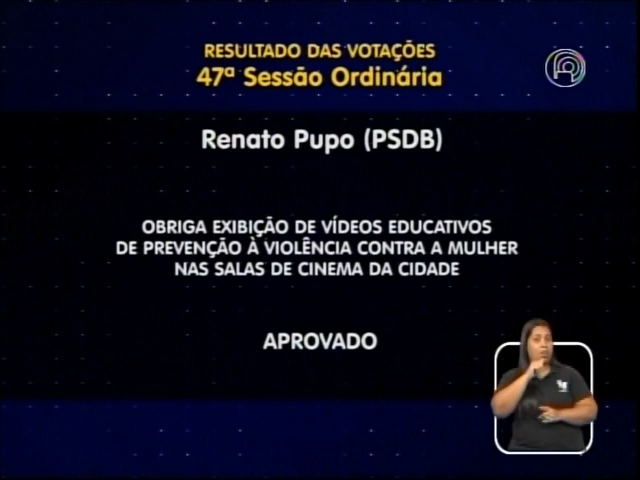 RESULTADO DAS VOTAÇÕES
47ª Sessão Ordinária
Renato Pupo (PSDB)
OBRIGA EXIBIÇÃO DE VÍDEOS EDUCATIVOS
DE PREVENÇÃO À VIOLÊNCIA CONTRA A MULHER
NAS SALAS DE CINEMA DA CIDADE
APROVADO